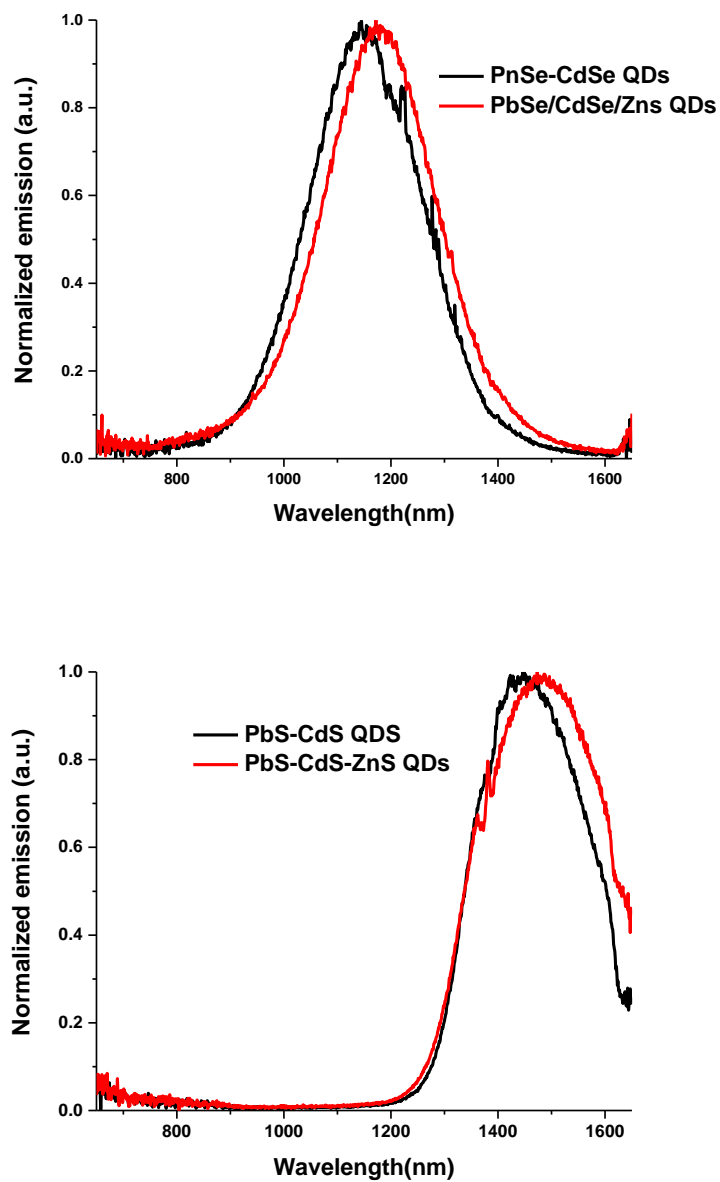 1.0
0.8
0.6
0.4
0.2
0.0
Normalized emission (a.u.)
PnSe-CdSe QDs
PbSe/CdSe/Zns QDs
800 1000 1200 1400 1600
Wavelength(nm)
1.0
0.8
0.6
0.4
0.2
0.0
Normalized emission (a.u.)
PbS-CdS QDS
PbS-CdS-ZnS QDs
800 1000 1200 1400 1600
Wavelength(nm)